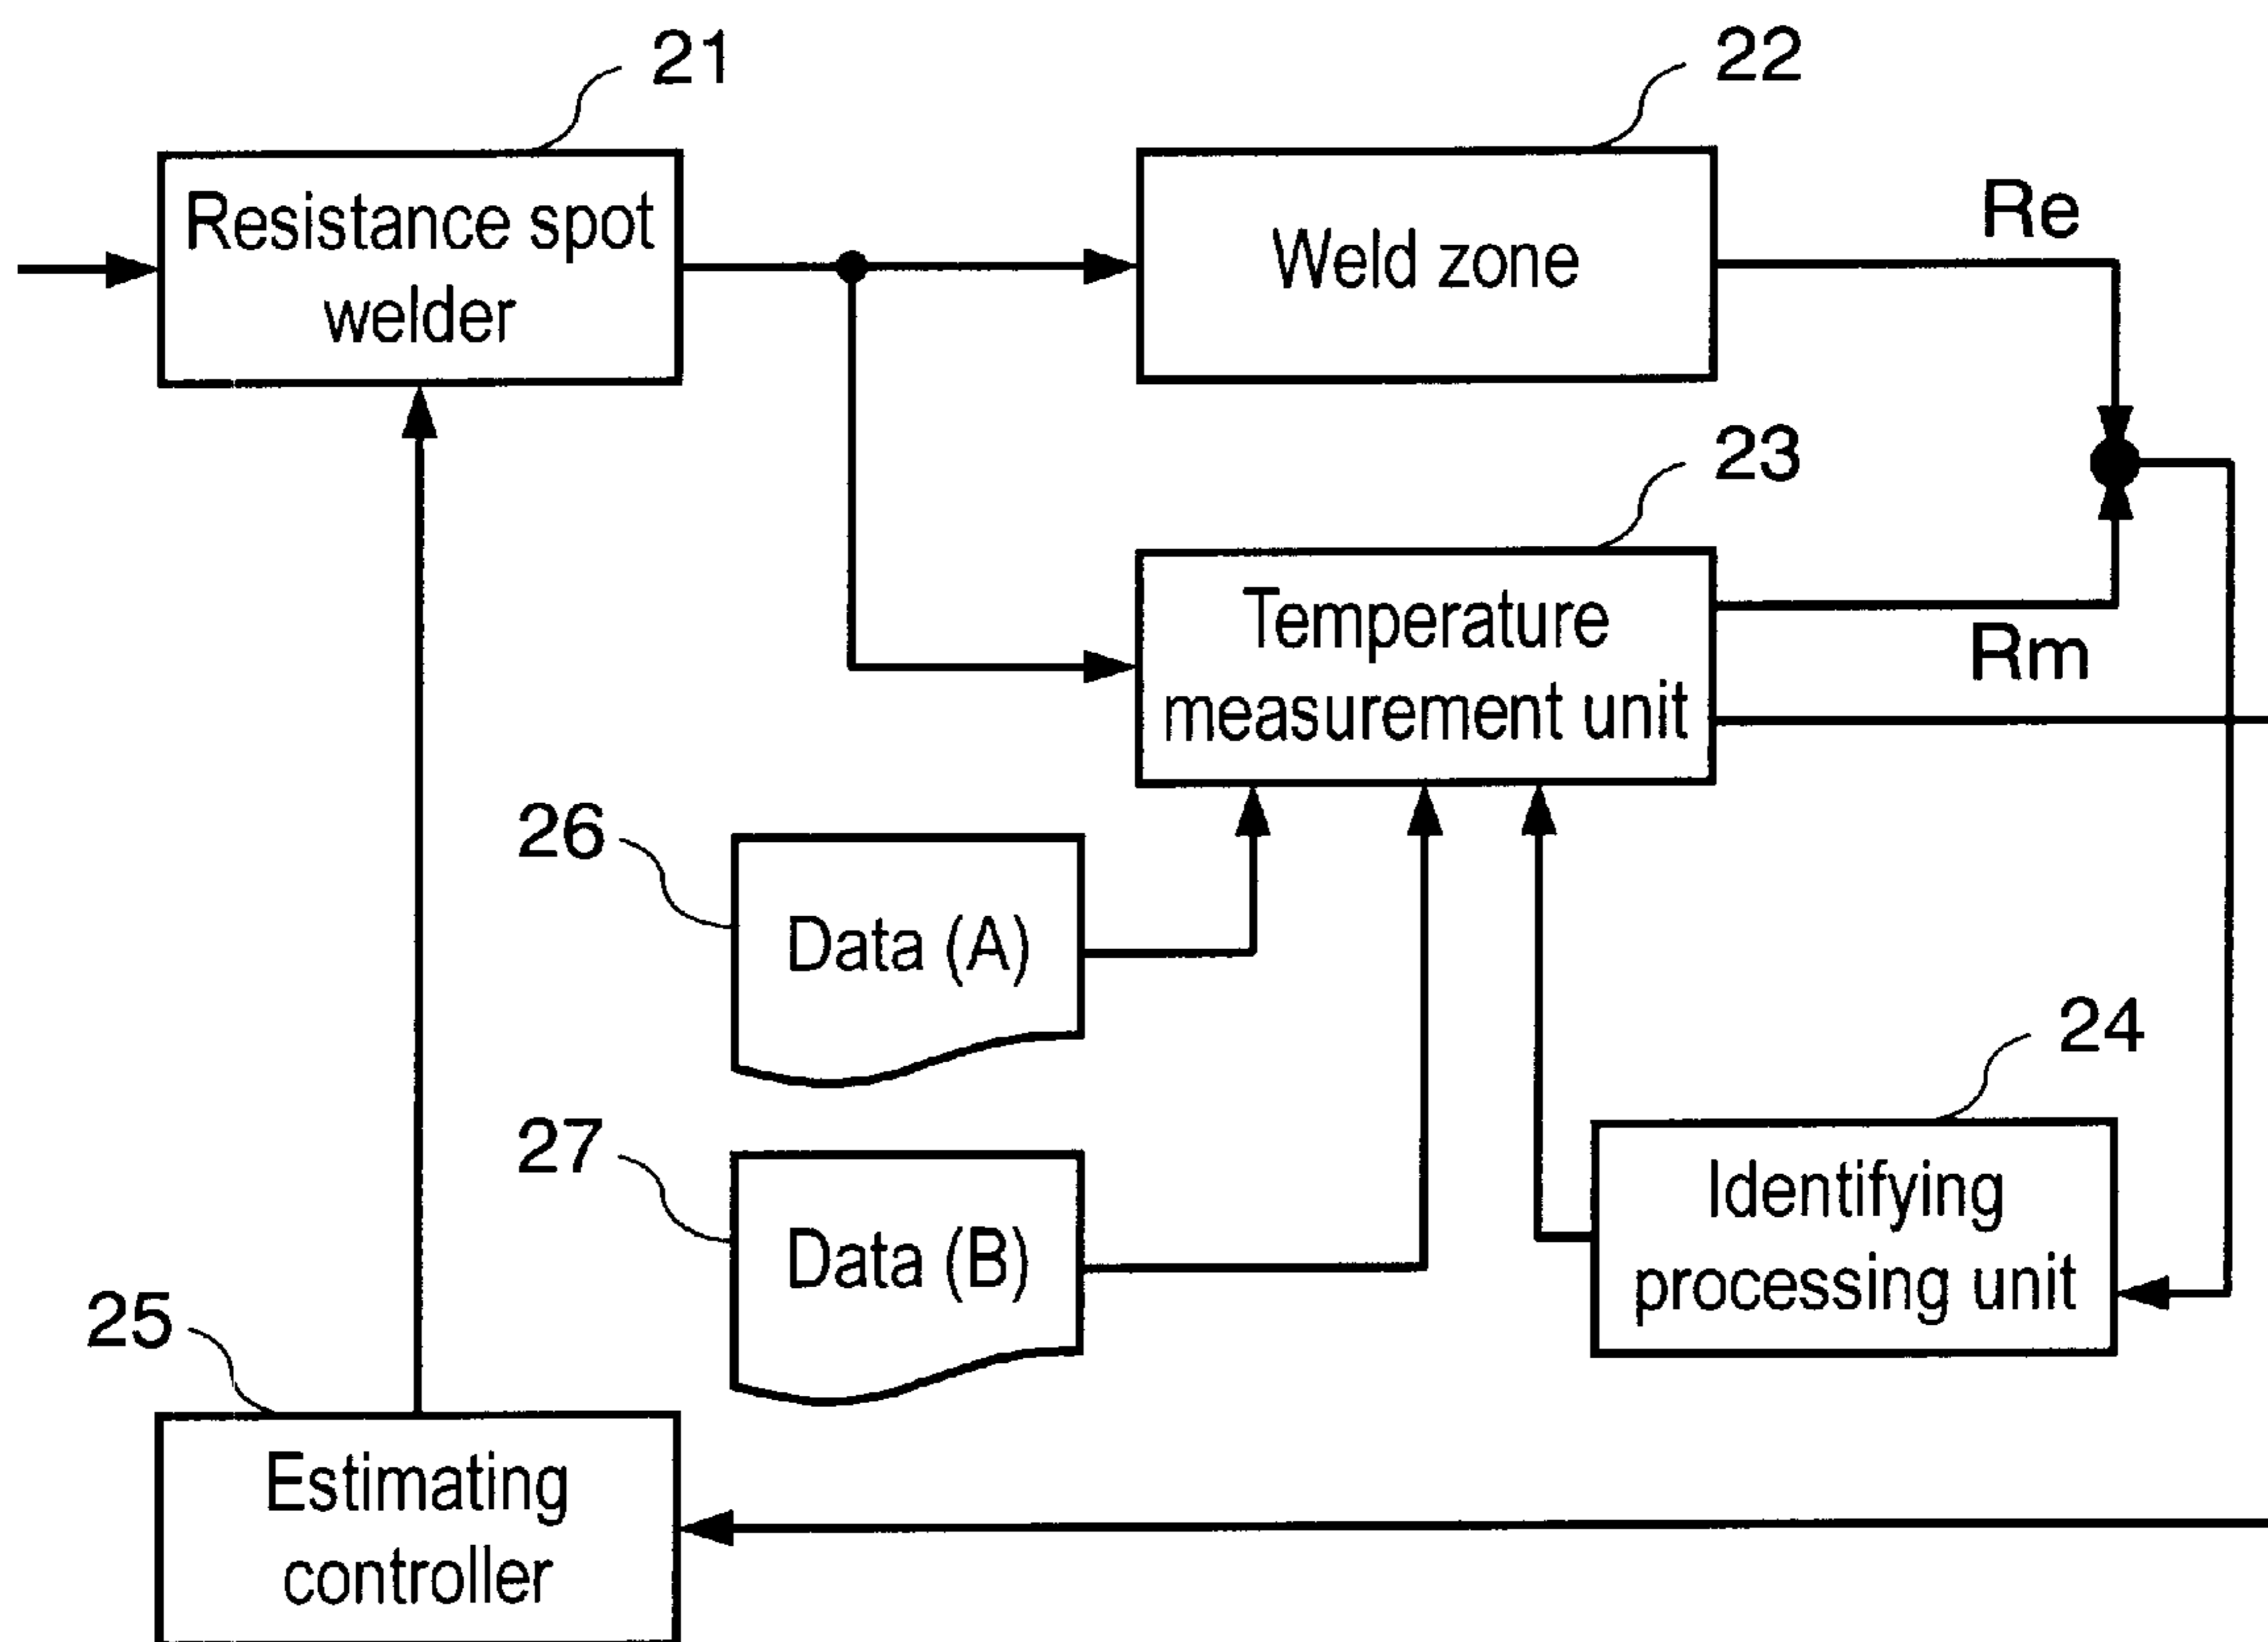 21
22
Resistance spot
welder
Weld zone
Re
23
Temperature
measurement unit
Rm
26
Data (A)
24
27
Data (B)
Identifying
processing unit
25
Estimating
controller